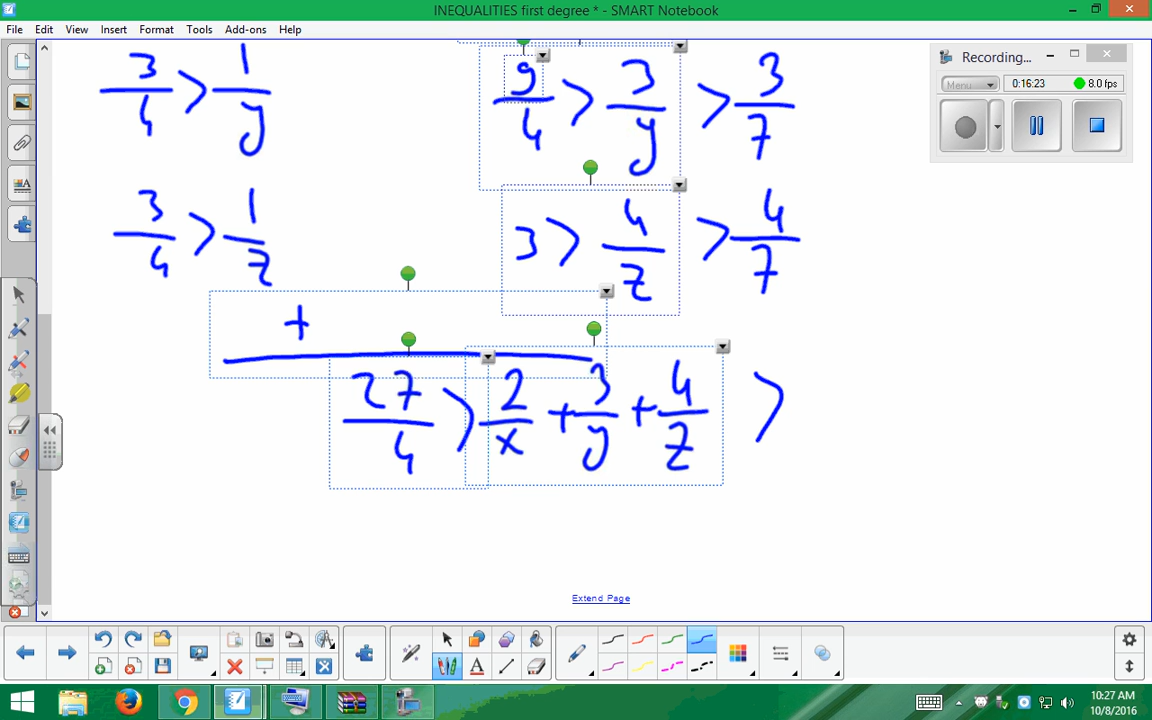 INEQUALITIES first degree * - SMART Notebook
File Edit View Insert Format Tools Add-ons Help
Recording...
Menu 0:16:23 8.0 fps
3/4 > 1/y
9/4 > 3/y > 3/7
3/4 > 1/z
3 > 4/z > 4/7
+
27/4 > 2/x + 3/y + 4/z >
Extend Page
10:27 AM
10/8/2016